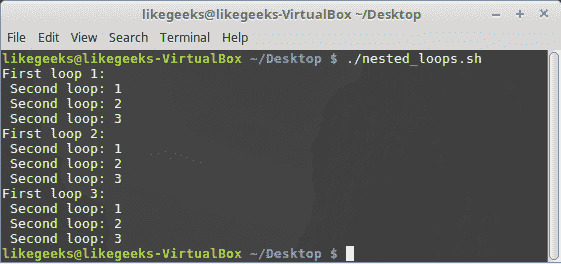 likegeeks@likegeeks-VirtualBox ~/Desktop
File Edit View Search Terminal Help
likegeeks@likegeeks-VirtualBox ~/Desktop $ ./nested_loops.sh
First loop 1:
 Second loop: 1
 Second loop: 2
 Second loop: 3
First loop 2:
 Second loop: 1
 Second loop: 2
 Second loop: 3
First loop 3:
 Second loop: 1
 Second loop: 2
 Second loop: 3
likegeeks@likegeeks-VirtualBox ~/Desktop $